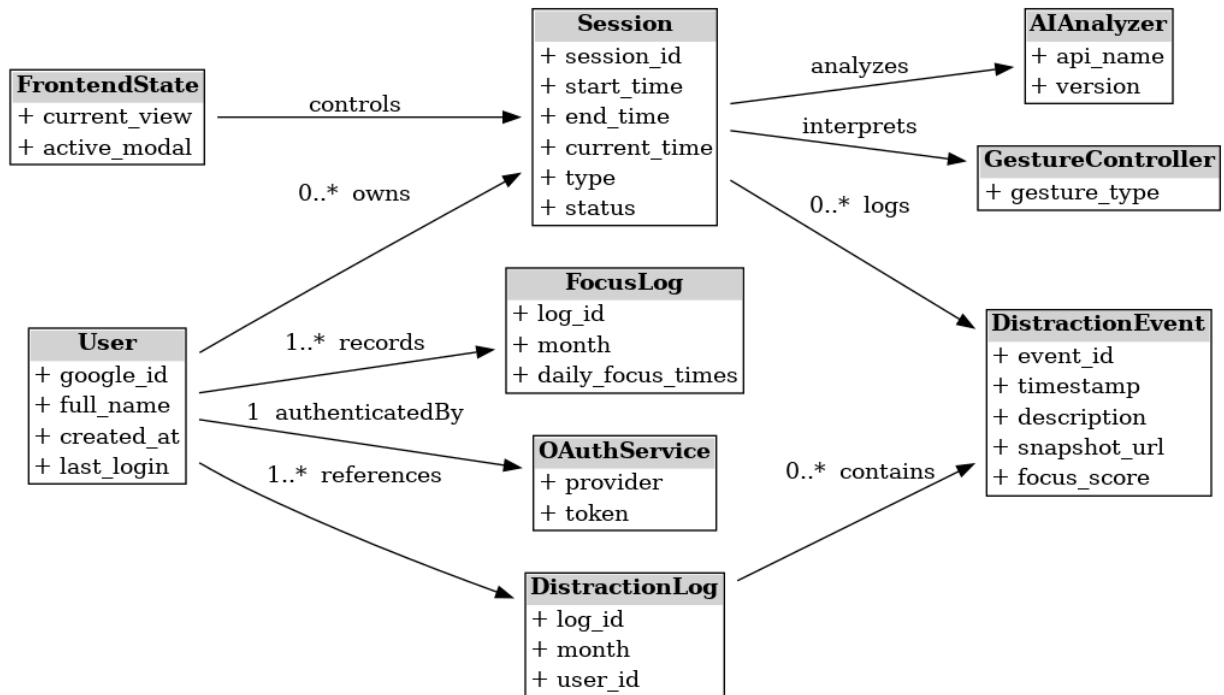 FrontendState
+ current_view
+ active_modal
controls
Session
+ session_id
+ start_time
+ end_time
+ current_time
+ type
+ status
analyzes
AIAnalyzer
+ api_name
+ version
interprets
GestureController
+ gesture_type
0..* owns
0..* logs
User
+ google_id
+ full_name
+ created_at
+ last_login
1..* records
FocusLog
+ log_id
+ month
+ daily_focus_times
1 authenticatedBy
OAuthService
+ provider
+ token
1..* references
DistractionLog
+ log_id
+ month
+ user_id
0..* contains
DistractionEvent
+ event_id
+ timestamp
+ description
+ snapshot_url
+ focus_score